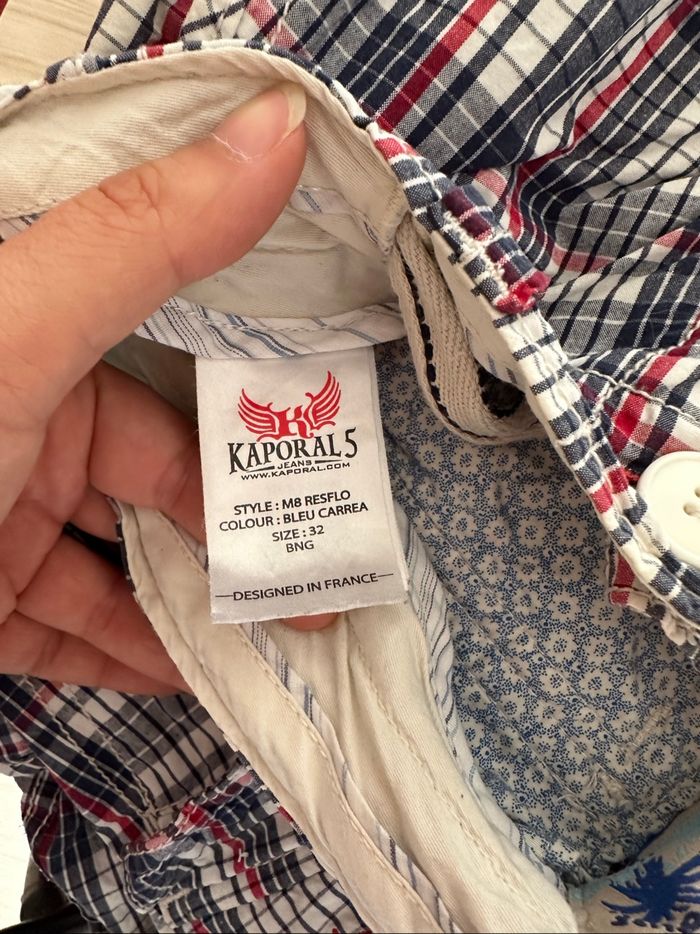 KAPORAL 5
JEANS
WWW.KAPORAL.COM
STYLE : M8 RESFLO
COLOUR : BLEU CARREA
SIZE : 32
BNG
DESIGNED IN FRANCE